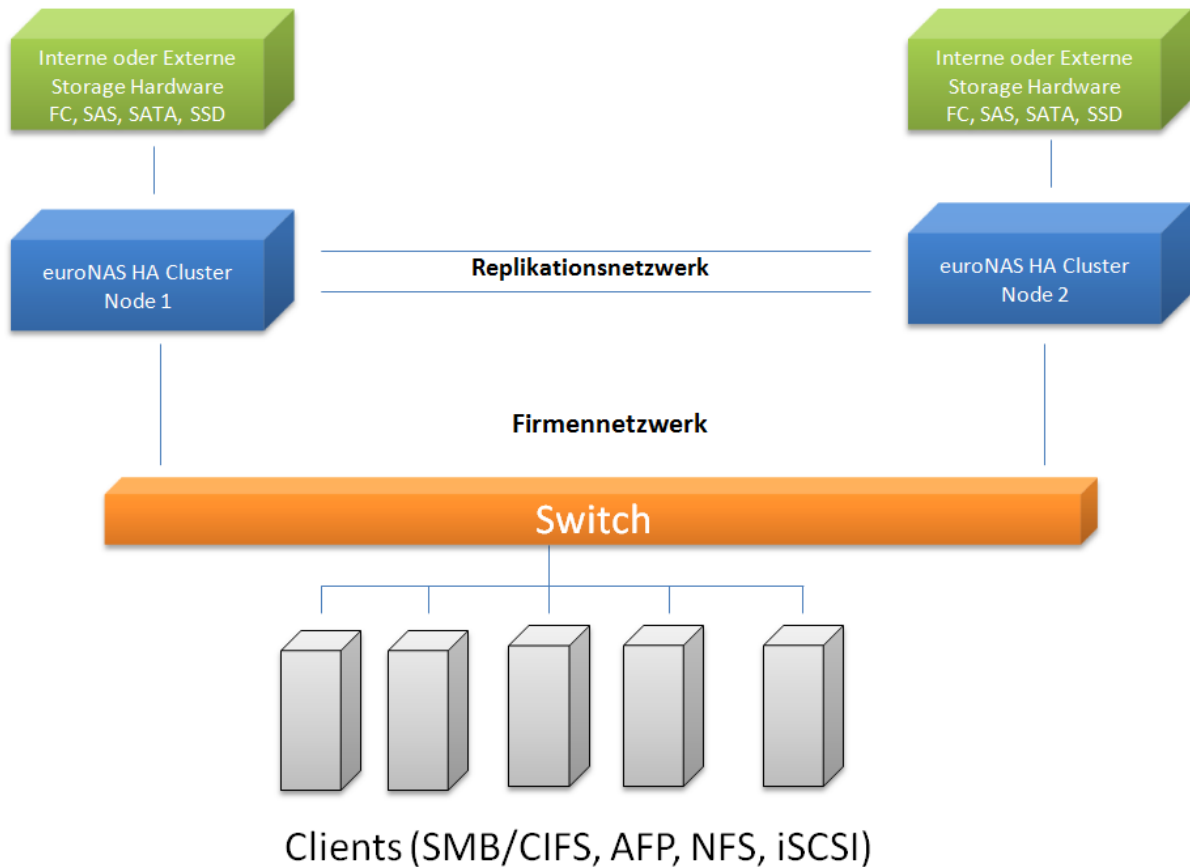 Interne oder Externe
Storage Hardware
FC, SAS, SATA, SSD
Interne oder Externe
Storage Hardware
FC, SAS, SATA, SSD
euroNAS HA Cluster
Node 1
Replikationsnetzwerk
euroNAS HA Cluster
Node 2
Firmennetzwerk
Switch
Clients (SMB/CIFS, AFP, NFS, iSCSI)